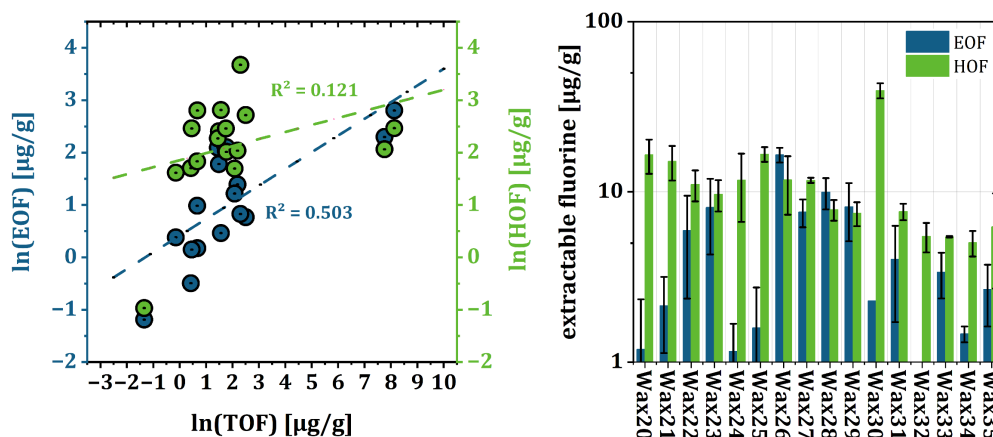 4
3
2
1
0
−1
−2
ln(EOF) [µg/g]
R² = 0.121
R² = 0.503
4
3
2
1
0
−1
−2
ln(HOF) [µg/g]
−3 −2 −1 0 1 2 3 4 5 6 7 8 9 10
ln(TOF) [µg/g]
100
10
1
extractable fluorine [µg/g]
EOF
HOF
Wax20
Wax21
Wax22
Wax23
Wax24
Wax25
Wax26
Wax27
Wax28
Wax29
Wax30
Wax31
Wax32
Wax33
Wax34
Wax35